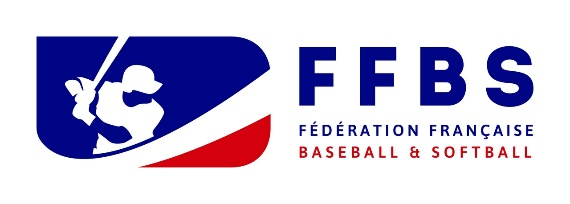 FFBS
FÉDÉRATION FRANÇAISE
BASEBALL & SOFTBALL